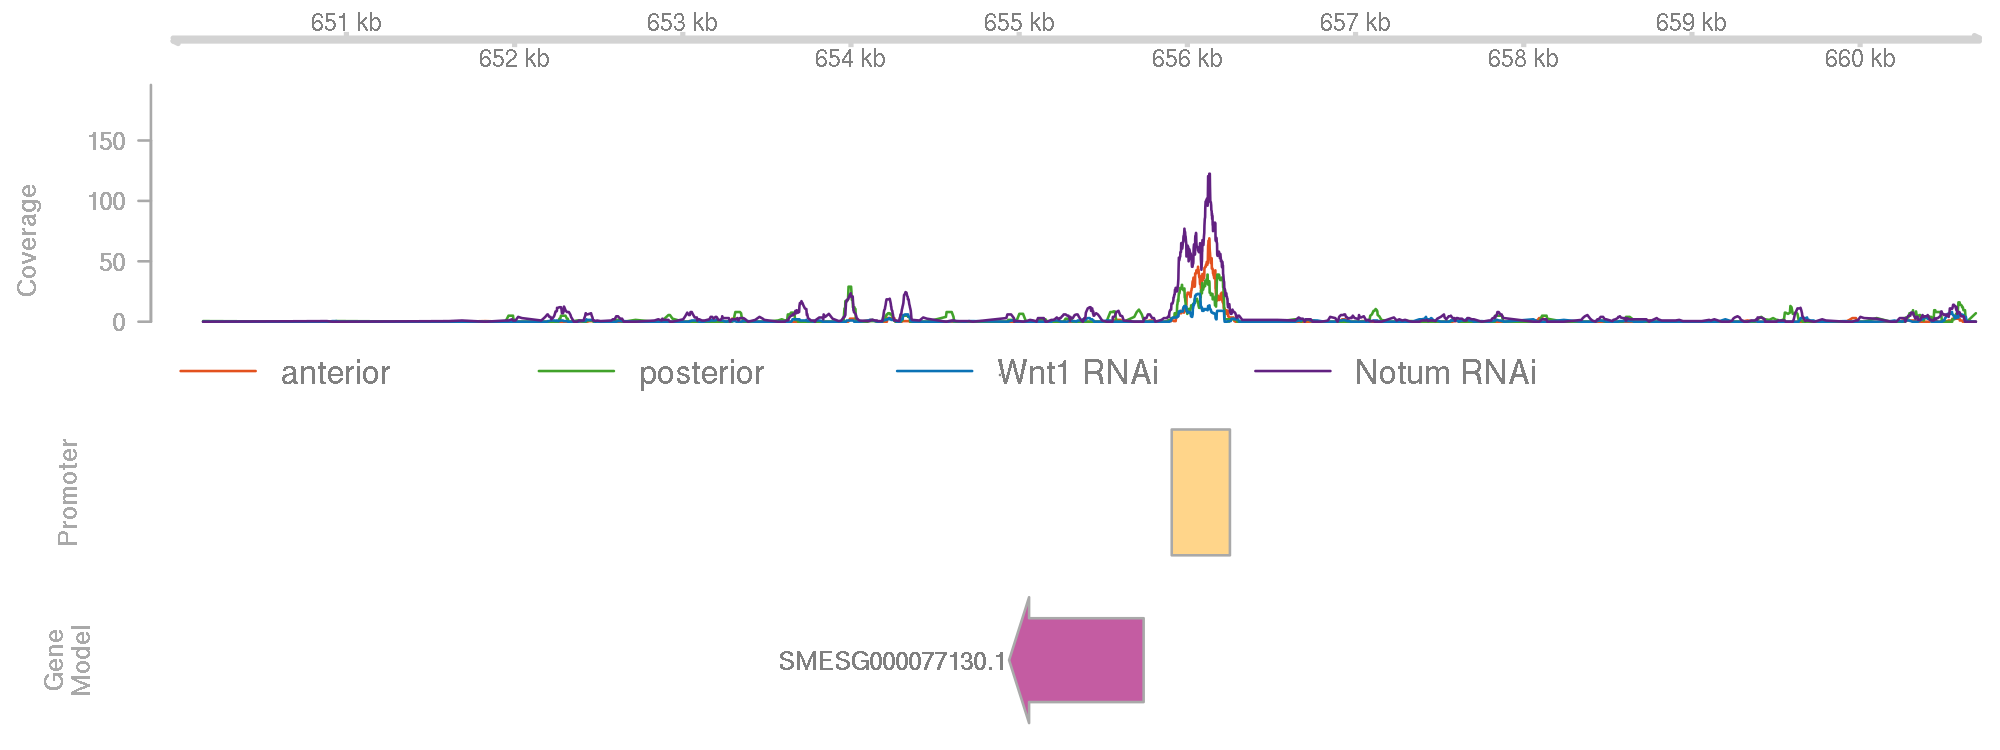 651 kb 653 kb 655 kb 657 kb 659 kb
652 kb 654 kb 656 kb 658 kb 660 kb
Coverage
150
100
50
0
anterior posterior Wnt1 RNAi Notum RNAi
Promoter
Gene
Model
SMESG000077130.1